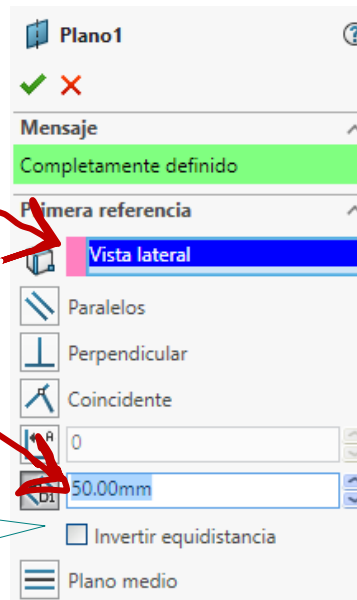 Plano1
Mensaje
Completamente definido
Primera referencia
Vista lateral
Paralelos
Perpendicular
Coincidente
0
50.00mm
Invertir equidistancia
Plano medio